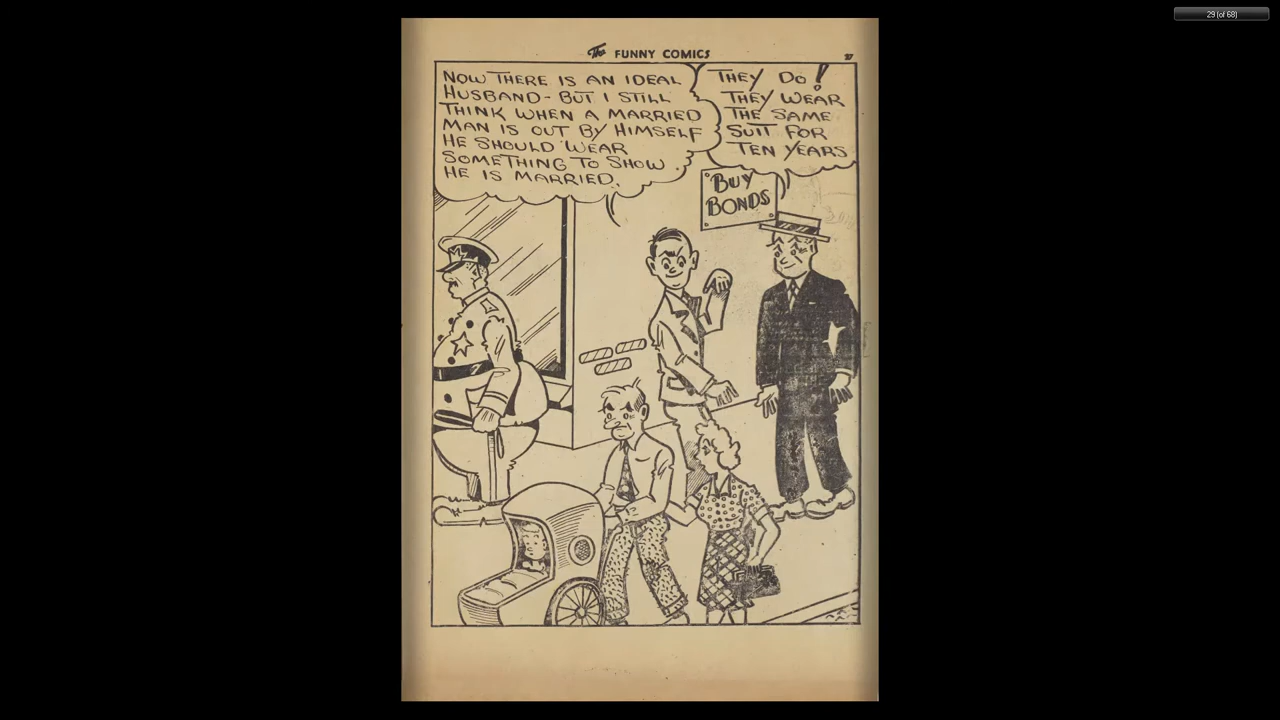 29 (of 68)
The FUNNY COMICS
27
NOW THERE IS AN IDEAL
HUSBAND - BUT I STILL
THINK WHEN A MARRIED
MAN IS OUT BY HIMSELF
HE SHOULD WEAR
SOMETHING TO SHOW
HE IS MARRIED.
THEY DO!
THEY WEAR
THE SAME
SUIT FOR
TEN YEARS
BUY
BONDS